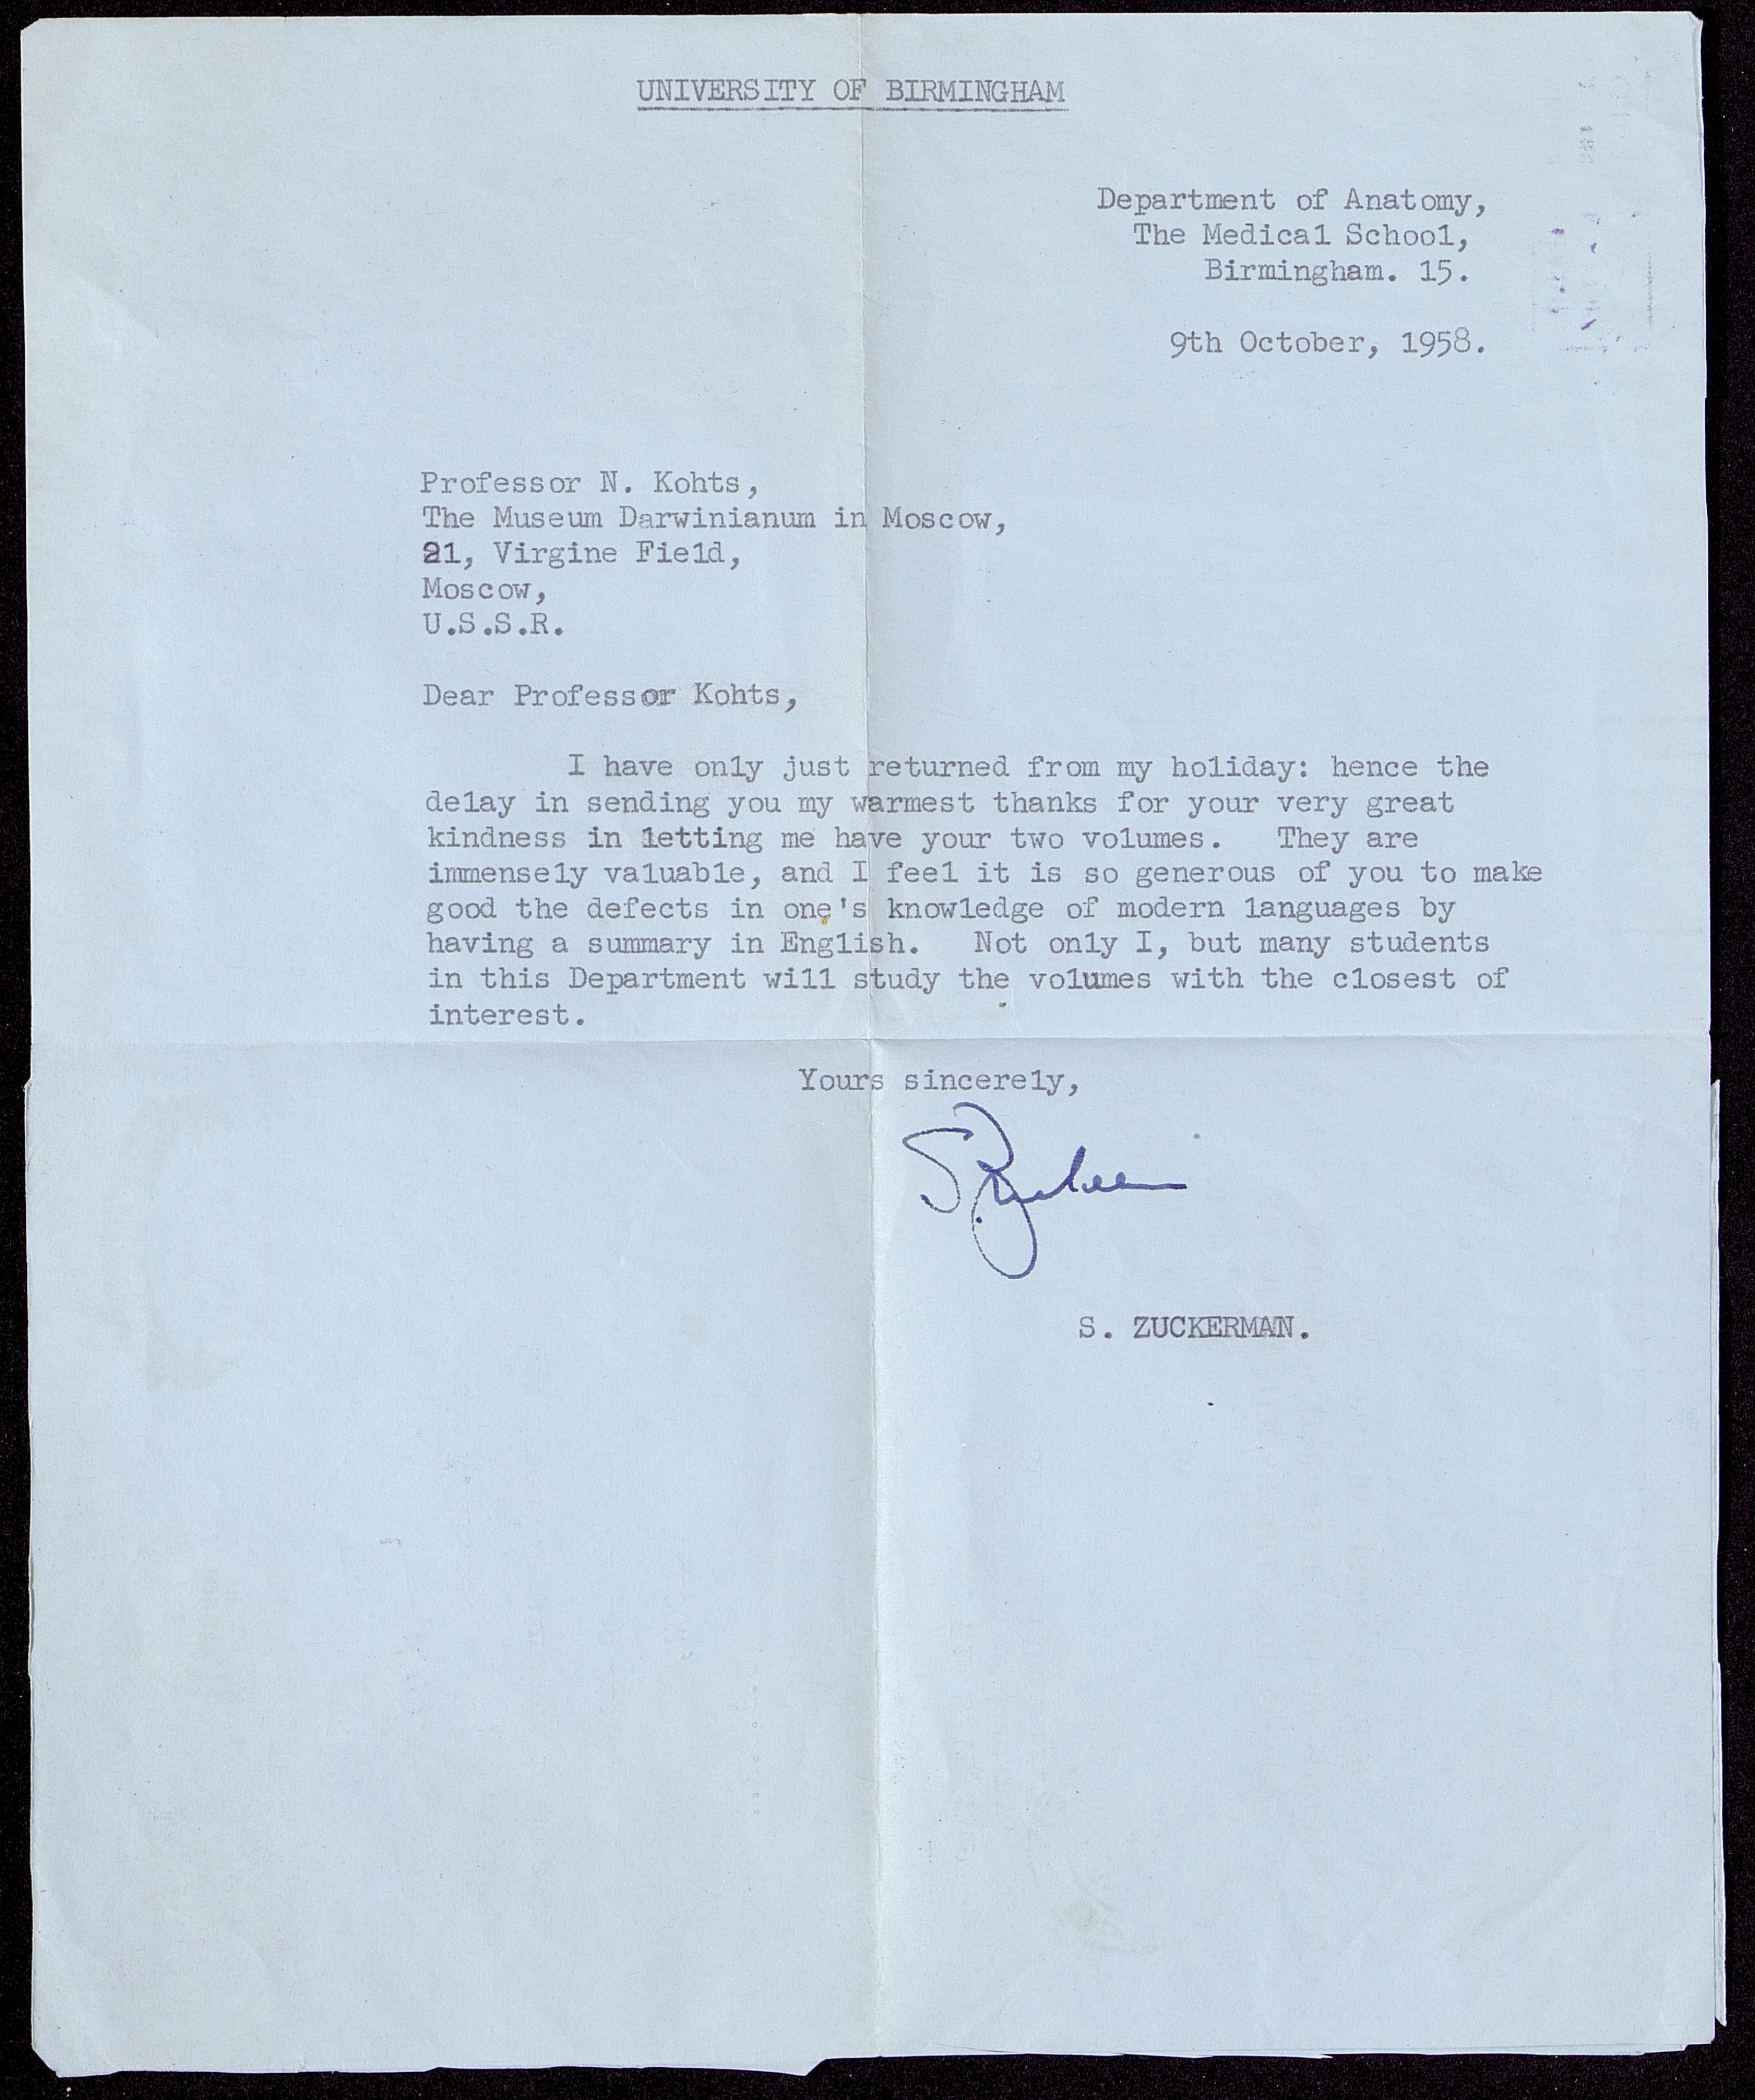 UNIVERSITY OF BIRMINGHAM
Department of Anatomy,
The Medical School,
Birmingham. 15.
9th October, 1958.
Professor N. Kohts,
The Museum Darwinianum in Moscow,
21, Virgine Field,
Moscow,
U.S.S.R.
Dear Professor Kohts,
I have only just returned from my holiday: hence the
delay in sending you my warmest thanks for your very great
kindness in letting me have your two volumes. They are
immensely valuable, and I feel it is so generous of you to make
good the defects in one's knowledge of modern languages by
having a summary in English. Not only I, but many students
in this Department will study the volumes with the closest of
interest.
Yours sincerely,
S. ZUCKERMAN.